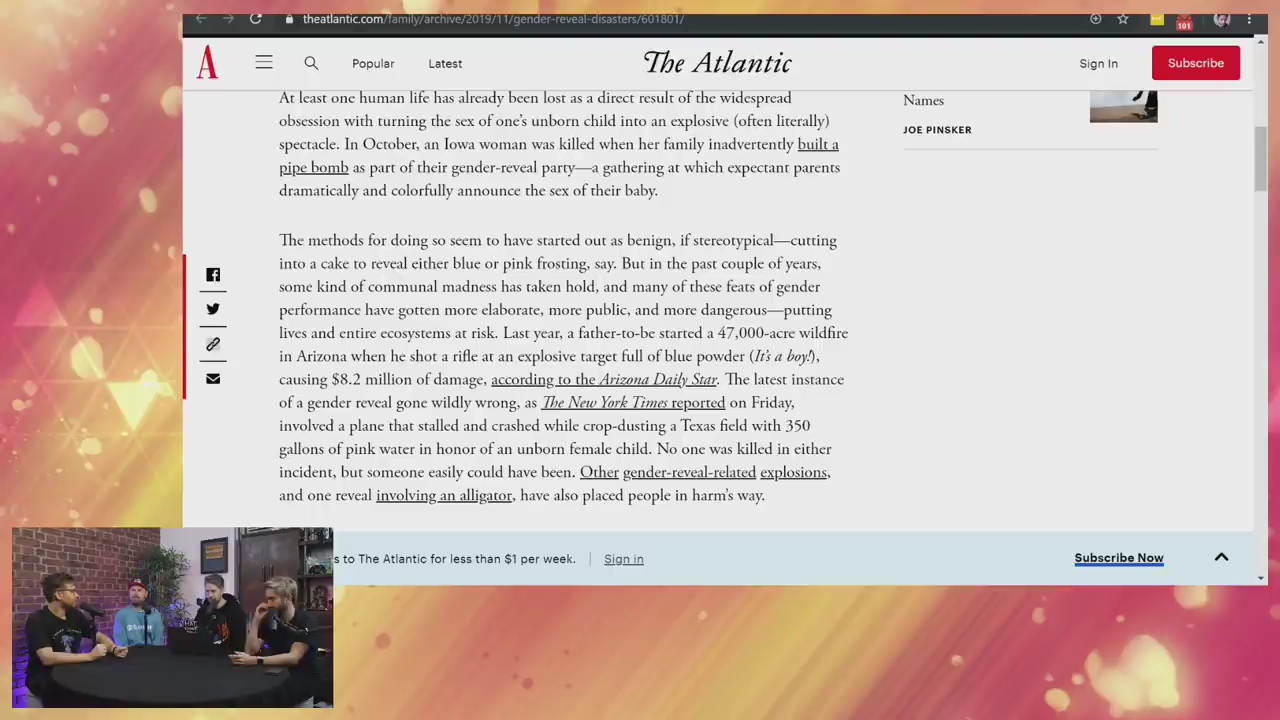 theatlantic.com/family/archive/2019/11/gender-reveal-disasters/601801/
101
A
Popular
Latest
The Atlantic
Sign In
Subscribe
At least one human life has already been lost as a direct result of the widespread
obsession with turning the sex of one's unborn child into an explosive (often literally)
spectacle. In October, an Iowa woman was killed when her family inadvertently built a
pipe bomb as part of their gender-reveal party—a gathering at which expectant parents
dramatically and colorfully announce the sex of their baby.
Names
JOE PINSKER
The methods for doing so seem to have started out as benign, if stereotypical—cutting
into a cake to reveal either blue or pink frosting, say. But in the past couple of years,
some kind of communal madness has taken hold, and many of these feats of gender
performance have gotten more elaborate, more public, and more dangerous—putting
lives and entire ecosystems at risk. Last year, a father-to-be started a 47,000-acre wildfire
in Arizona when he shot a rifle at an explosive target full of blue powder (It's a boy!),
causing $8.2 million of damage, according to the Arizona Daily Star. The latest instance
of a gender reveal gone wildly wrong, as The New York Times reported on Friday,
involved a plane that stalled and crashed while crop-dusting a Texas field with 350
gallons of pink water in honor of an unborn female child. No one was killed in either
incident, but someone easily could have been. Other gender-reveal-related explosions,
and one reveal involving an alligator, have also placed people in harm's way.
s to The Atlantic for less than $1 per week.
Sign in
Subscribe Now